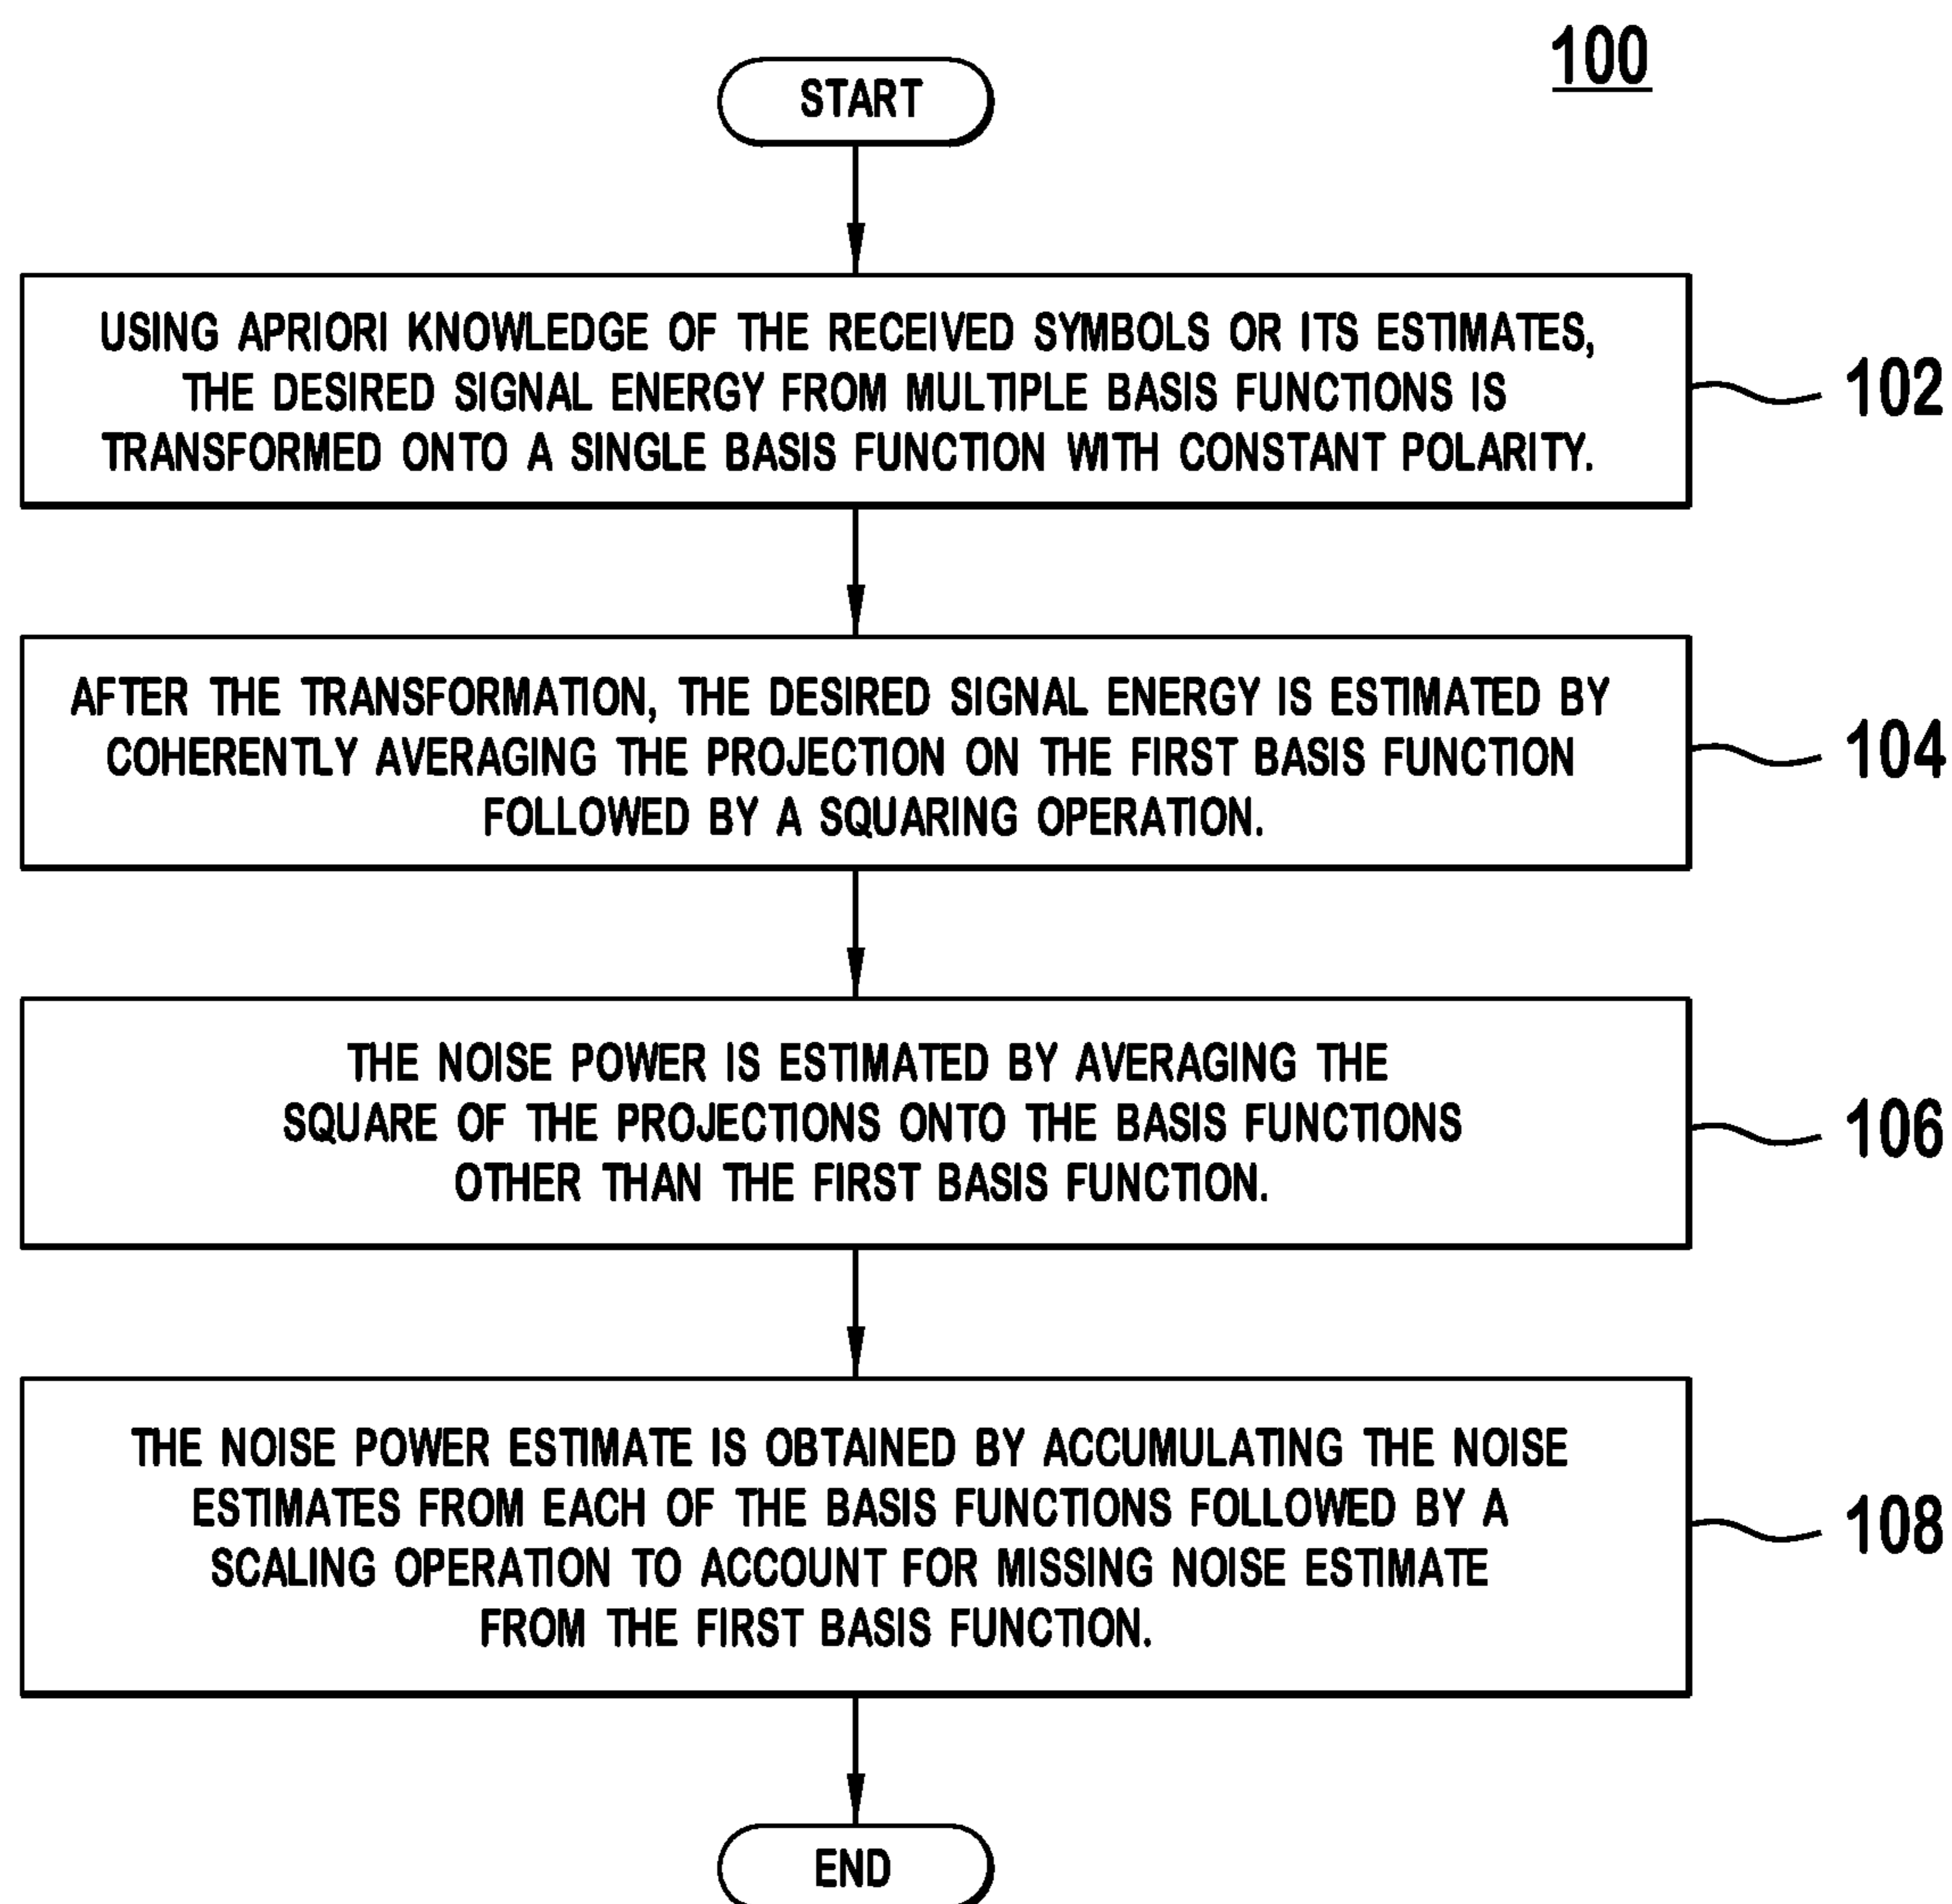 100
START
USING APRIORI KNOWLEDGE OF THE RECEIVED SYMBOLS OR ITS ESTIMATES,
THE DESIRED SIGNAL ENERGY FROM MULTIPLE BASIS FUNCTIONS IS
TRANSFORMED ONTO A SINGLE BASIS FUNCTION WITH CONSTANT POLARITY.
102
AFTER THE TRANSFORMATION, THE DESIRED SIGNAL ENERGY IS ESTIMATED BY
COHERENTLY AVERAGING THE PROJECTION ON THE FIRST BASIS FUNCTION
FOLLOWED BY A SQUARING OPERATION.
104
THE NOISE POWER IS ESTIMATED BY AVERAGING THE
SQUARE OF THE PROJECTIONS ONTO THE BASIS FUNCTIONS
OTHER THAN THE FIRST BASIS FUNCTION.
106
THE NOISE POWER ESTIMATE IS OBTAINED BY ACCUMULATING THE NOISE
ESTIMATES FROM EACH OF THE BASIS FUNCTIONS FOLLOWED BY A
SCALING OPERATION TO ACCOUNT FOR MISSING NOISE ESTIMATE
FROM THE FIRST BASIS FUNCTION.
108
END